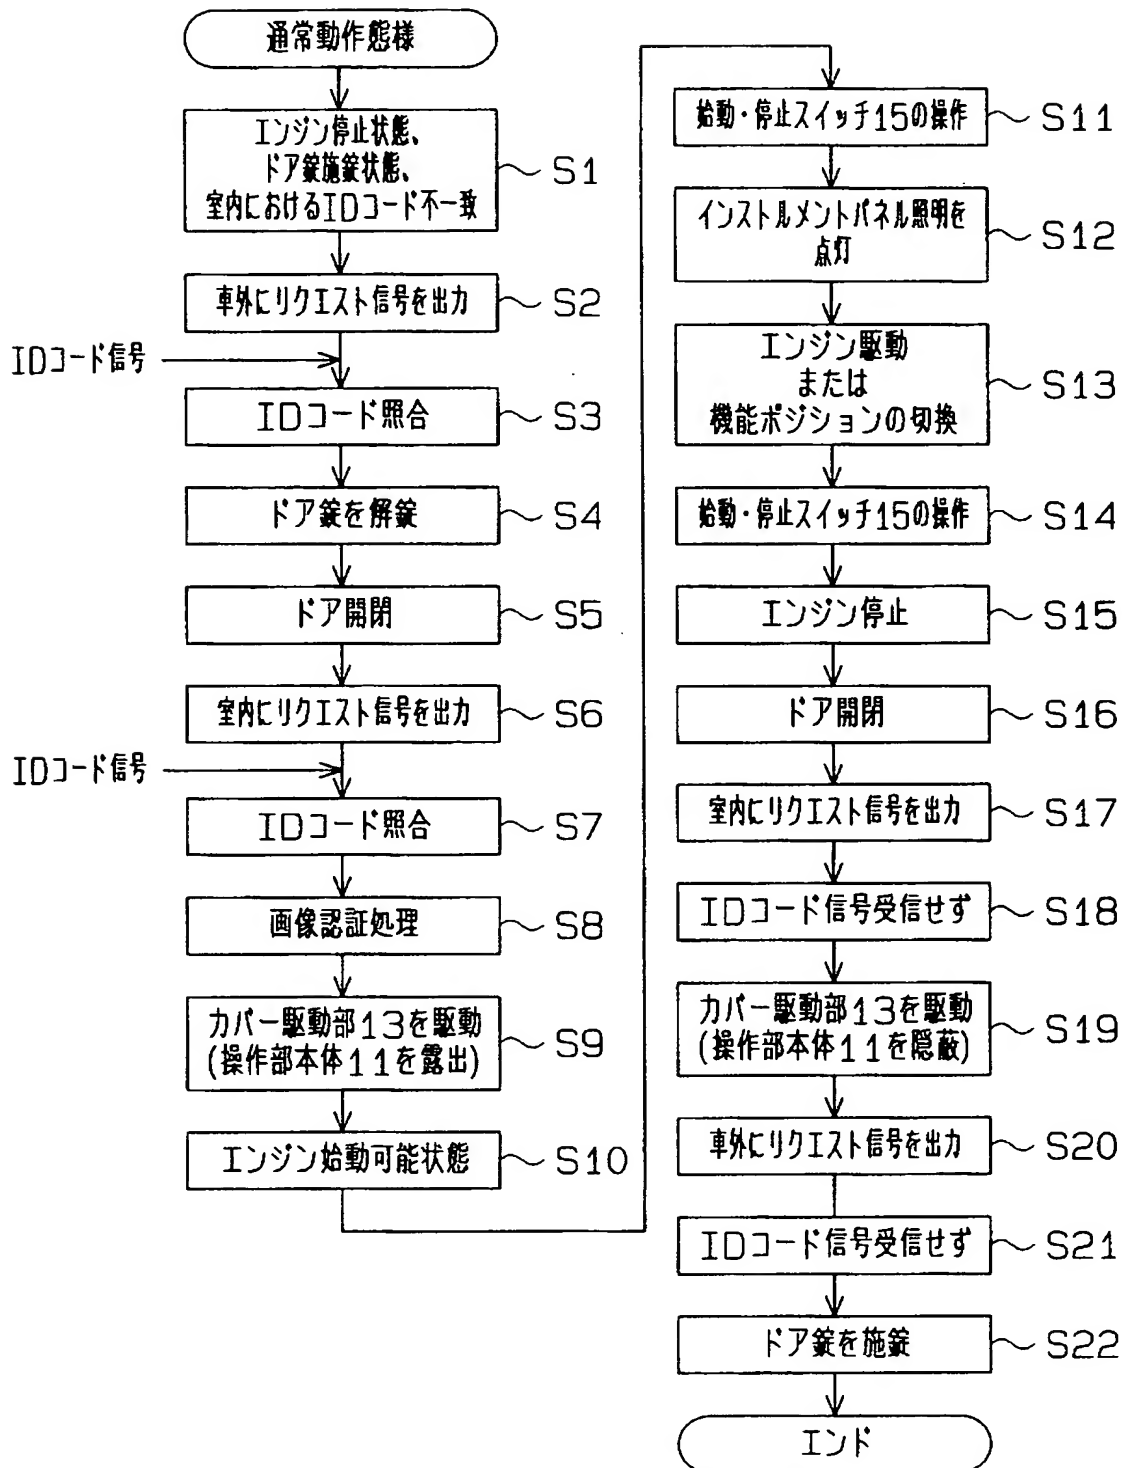 通常動作態様
エンジン停止状態、
ドア錠施錠状態、
室内におけるIDコード不一致
S1
車外にリクエスト信号を出力
S2
IDコード信号
IDコード照合
S3
ドア錠を解錠
S4
ドア開閉
S5
室内にリクエスト信号を出力
S6
IDコード信号
IDコード照合
S7
画像認証処理
S8
カバー駆動部13を駆動
(操作部本体11を露出)
S9
エンジン始動可能状態
S10
始動・停止スイッチ15の操作
S11
インストルメントパネル照明を
点灯
S12
エンジン駆動
または
機能ポジションの切換
S13
始動・停止スイッチ15の操作
S14
エンジン停止
S15
ドア開閉
S16
室内にリクエスト信号を出力
S17
IDコード信号受信せず
S18
カバー駆動部13を駆動
(操作部本体11を隠蔽)
S19
車外にリクエスト信号を出力
S20
IDコード信号受信せず
S21
ドア錠を施錠
S22
エンド